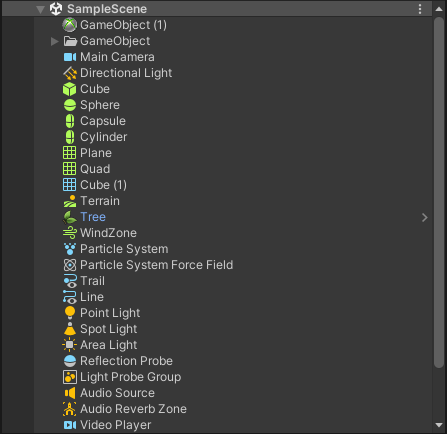 SampleScene
GameObject (1)
GameObject
Main Camera
Directional Light
Cube
Sphere
Capsule
Cylinder
Plane
Quad
Cube (1)
Terrain
Tree
WindZone
Particle System
Particle System Force Field
Trail
Line
Point Light
Spot Light
Area Light
Reflection Probe
Light Probe Group
Audio Source
Audio Reverb Zone
Video Player